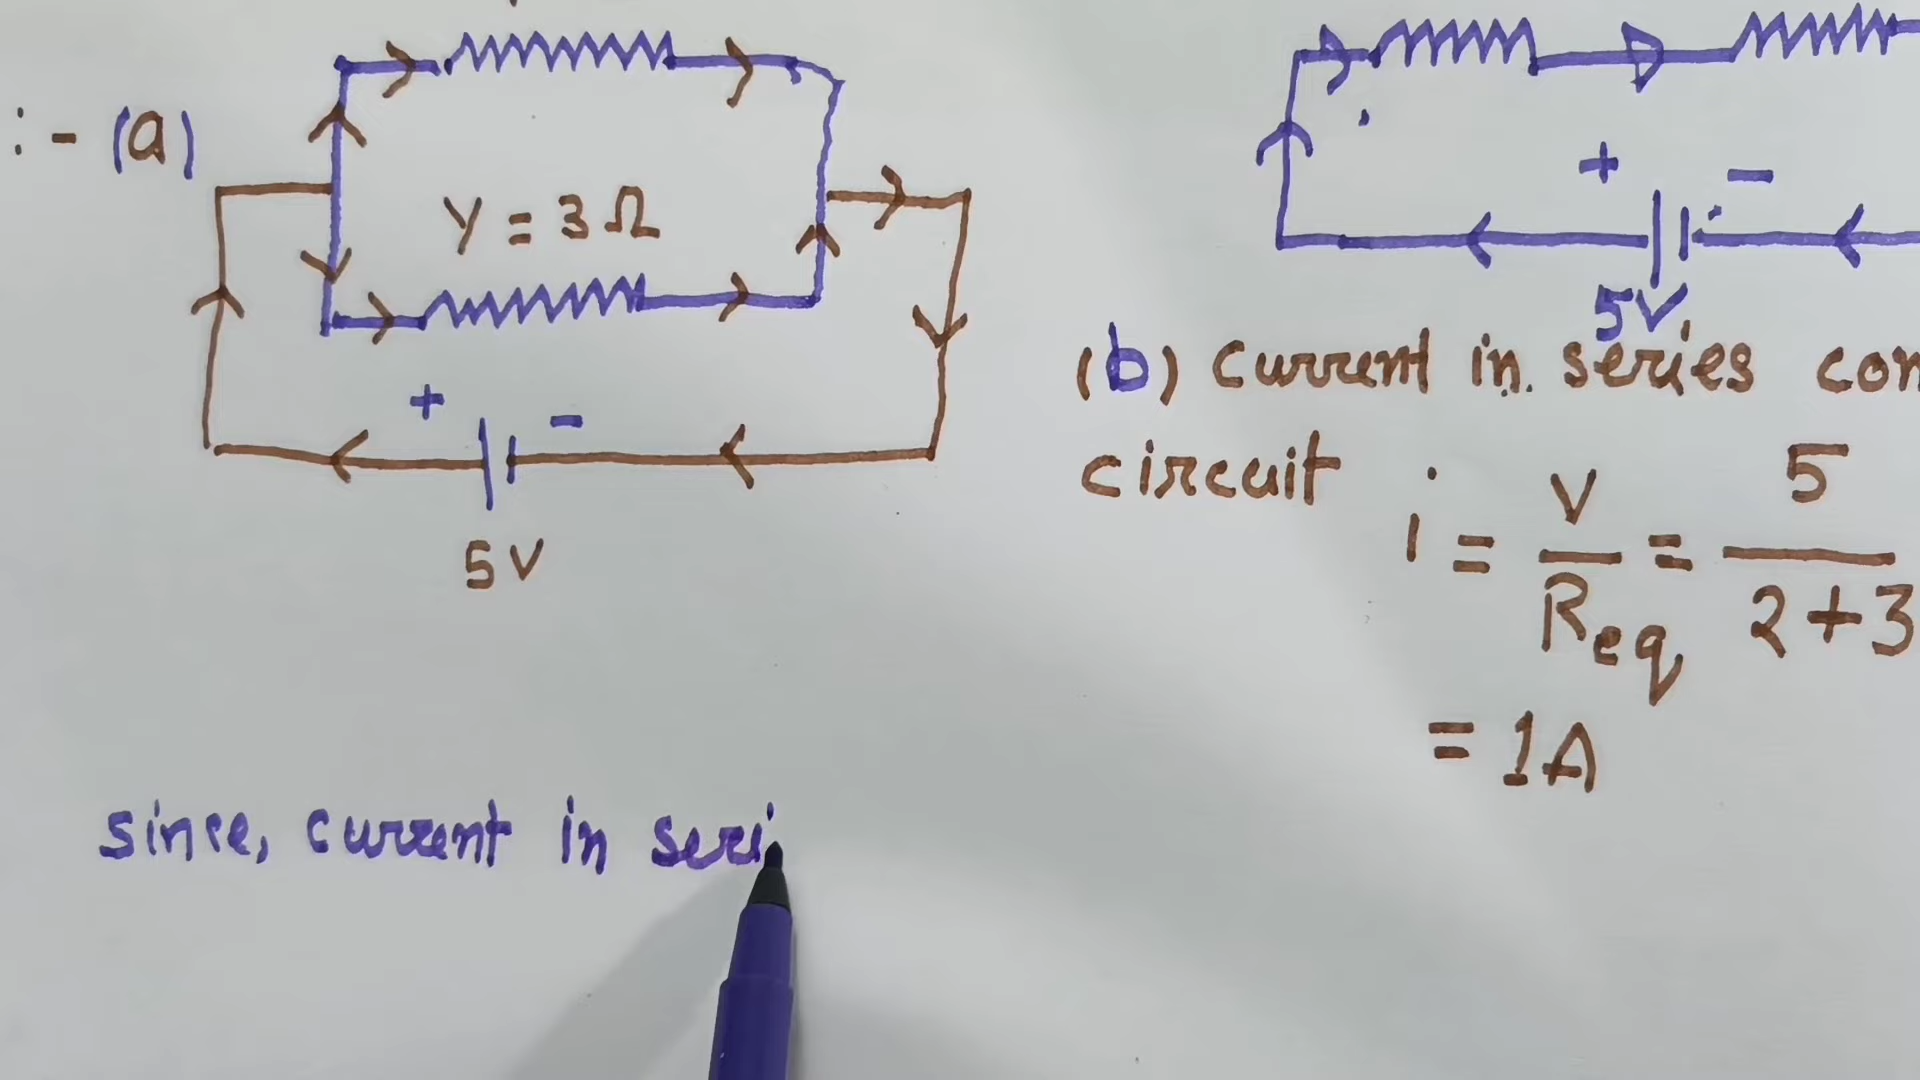 :- (a)
Y = 3 Ω
+ -
5V
+ -
5V
(b) Current in series con
circuit i = V / Req = 5 / 2+3
= 1A
since, current in seri